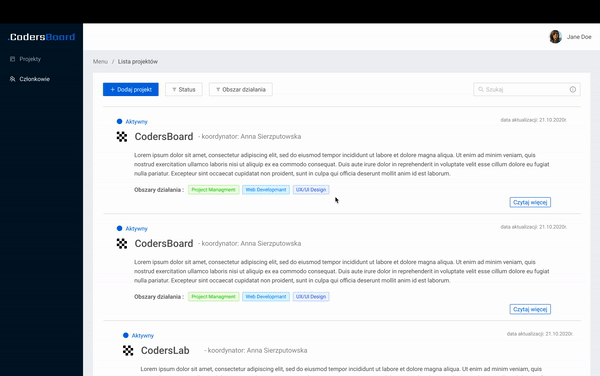 .CodersBoard
Jane Doe
Projekty
Członkowie
Menu / Lista projektów
+ Dodaj projekt
Status
Obszar działania
Szukaj
Aktywny
data aktualizacji: 21.10.2020r.
CodersBoard - koordynator: Anna Sierzputowska
Lorem ipsum dolor sit amet, consectetur adipiscing elit, sed do eiusmod tempor incididunt ut labore et dolore magna aliqua. Ut enim ad minim veniam, quis
nostrud exercitation ullamco laboris nisi ut aliquip ex ea commodo consequat. Duis aute irure dolor in reprehenderit in voluptate velit esse cillum dolore eu fugiat
nulla pariatur. Excepteur sint occaecat cupidatat non proident, sunt in culpa qui officia deserunt mollit anim id est laborum.
Obszary działania : Project Managment Web Development UX/UI Design
Czytaj więcej
Aktywny
data aktualizacji: 21.10.2020r.
CodersBoard - koordynator: Anna Sierzputowska
Lorem ipsum dolor sit amet, consectetur adipiscing elit, sed do eiusmod tempor incididunt ut labore et dolore magna aliqua. Ut enim ad minim veniam, quis
nostrud exercitation ullamco laboris nisi ut aliquip ex ea commodo consequat. Duis aute irure dolor in reprehenderit in voluptate velit esse cillum dolore eu fugiat
nulla pariatur. Excepteur sint occaecat cupidatat non proident, sunt in culpa qui officia deserunt mollit anim id est laborum.
Obszary działania : Project Managment Web Development UX/UI Design
Czytaj więcej
Aktywny
data aktualizacji: 21.10.2020r.
CodersLab - koordynator: Anna Sierzputowska
Lorem ipsum dolor sit amet, consectetur adipiscing elit, sed do eiusmod tempor incididunt ut labore et dolore magna aliqua. Ut enim ad minim veniam, quis